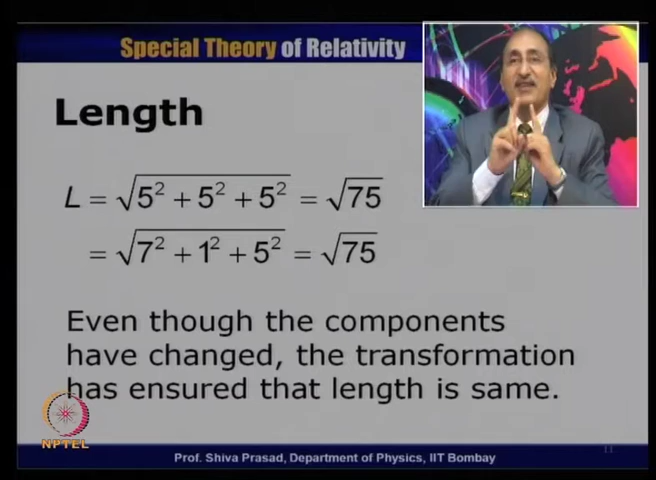 Special Theory of Relativity
Length
L = √5² + 5² + 5² = √75
= √7² + 1² + 5² = √75
Even though the components
have changed, the transformation
has ensured that length is same.
NPTEL
Prof. Shiva Prasad, Department of Physics, IIT Bombay
11